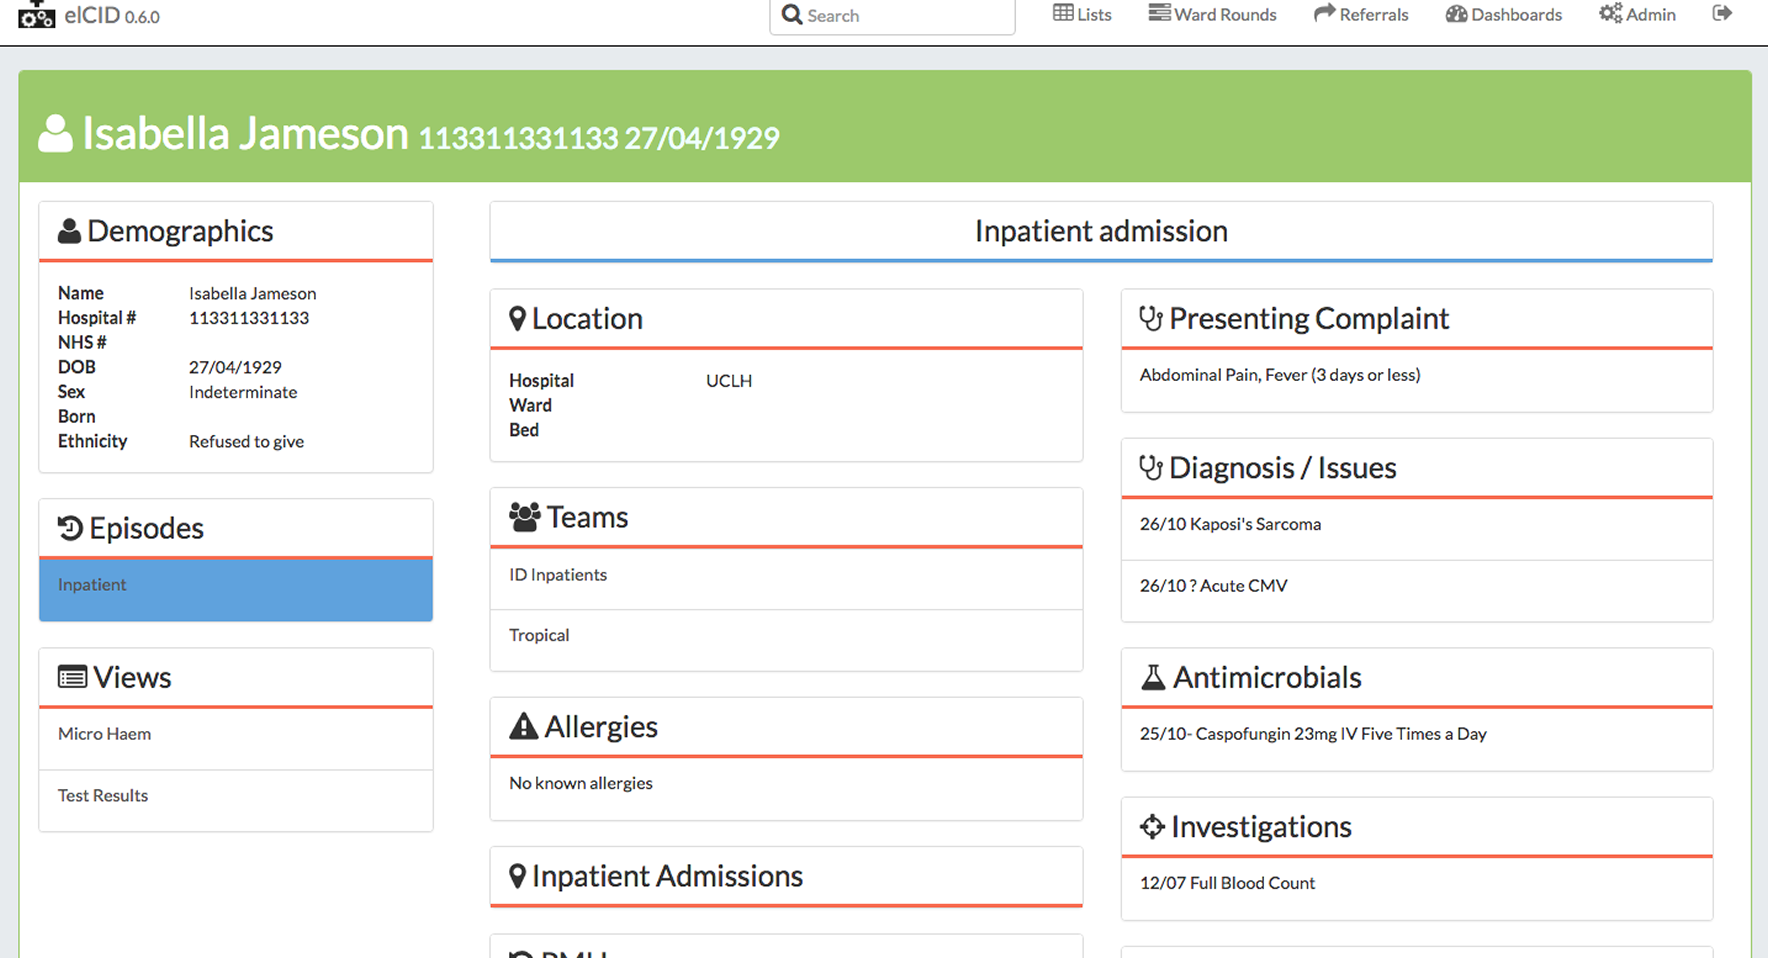 elCID 0.6.0
Search
Lists
Ward Rounds
Referrals
Dashboards
Admin
Isabella Jameson 113311331133 27/04/1929
Demographics
Name Isabella Jameson
Hospital # 113311331133
NHS #
DOB 27/04/1929
Sex Indeterminate
Born
Ethnicity Refused to give
Episodes
Inpatient
Views
Micro Haem
Test Results
Inpatient admission
Location
Hospital UCLH
Ward
Bed
Teams
ID Inpatients
Tropical
Allergies
No known allergies
Inpatient Admissions
PMH
Presenting Complaint
Abdominal Pain, Fever (3 days or less)
Diagnosis / Issues
26/10 Kaposi's Sarcoma
26/10 ? Acute CMV
Antimicrobials
25/10- Caspofungin 23mg IV Five Times a Day
Investigations
12/07 Full Blood Count